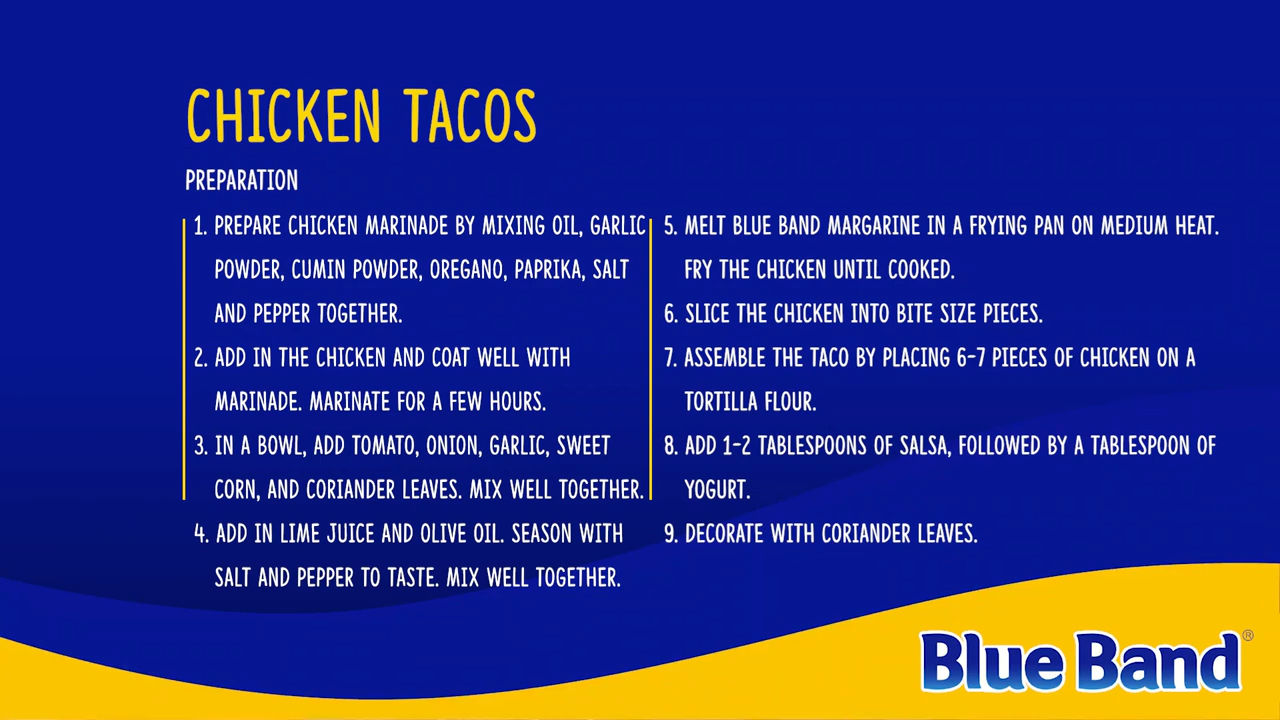 CHICKEN TACOS
PREPARATION
1. PREPARE CHICKEN MARINADE BY MIXING OIL, GARLIC
POWDER, CUMIN POWDER, OREGANO, PAPRIKA, SALT
AND PEPPER TOGETHER.
2. ADD IN THE CHICKEN AND COAT WELL WITH
MARINADE. MARINATE FOR A FEW HOURS.
3. IN A BOWL, ADD TOMATO, ONION, GARLIC, SWEET
CORN, AND CORIANDER LEAVES. MIX WELL TOGETHER.
4. ADD IN LIME JUICE AND OLIVE OIL. SEASON WITH
SALT AND PEPPER TO TASTE. MIX WELL TOGETHER.
5. MELT BLUE BAND MARGARINE IN A FRYING PAN ON MEDIUM HEAT.
FRY THE CHICKEN UNTIL COOKED.
6. SLICE THE CHICKEN INTO BITE SIZE PIECES.
7. ASSEMBLE THE TACO BY PLACING 6-7 PIECES OF CHICKEN ON A
TORTILLA FLOUR.
8. ADD 1-2 TABLESPOONS OF SALSA, FOLLOWED BY A TABLESPOON OF
YOGURT.
9. DECORATE WITH CORIANDER LEAVES.
Blue Band®